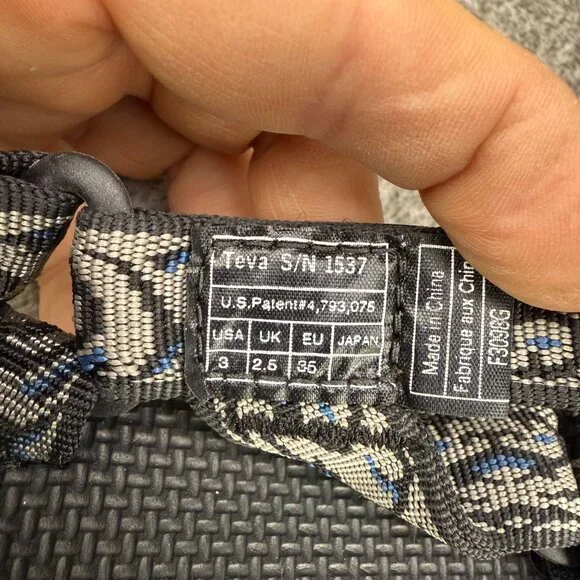 Teva S/N 1537
U.S.Patent#4,793,075
USA UK EU JAPAN
3 2.5 35
Made in China
Fabriqué aux Chin
F3098G